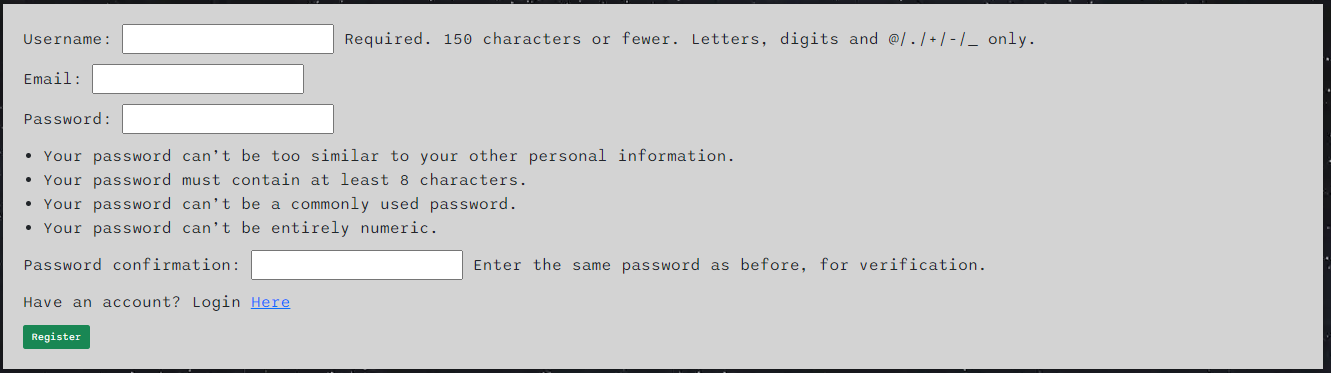 Username: Required. 150 characters or fewer. Letters, digits and @/./+/-/_ only.
Email:
Password:
• Your password can’t be too similar to your other personal information.
• Your password must contain at least 8 characters.
• Your password can’t be a commonly used password.
• Your password can’t be entirely numeric.
Password confirmation: Enter the same password as before, for verification.
Have an account? Login Here
Register